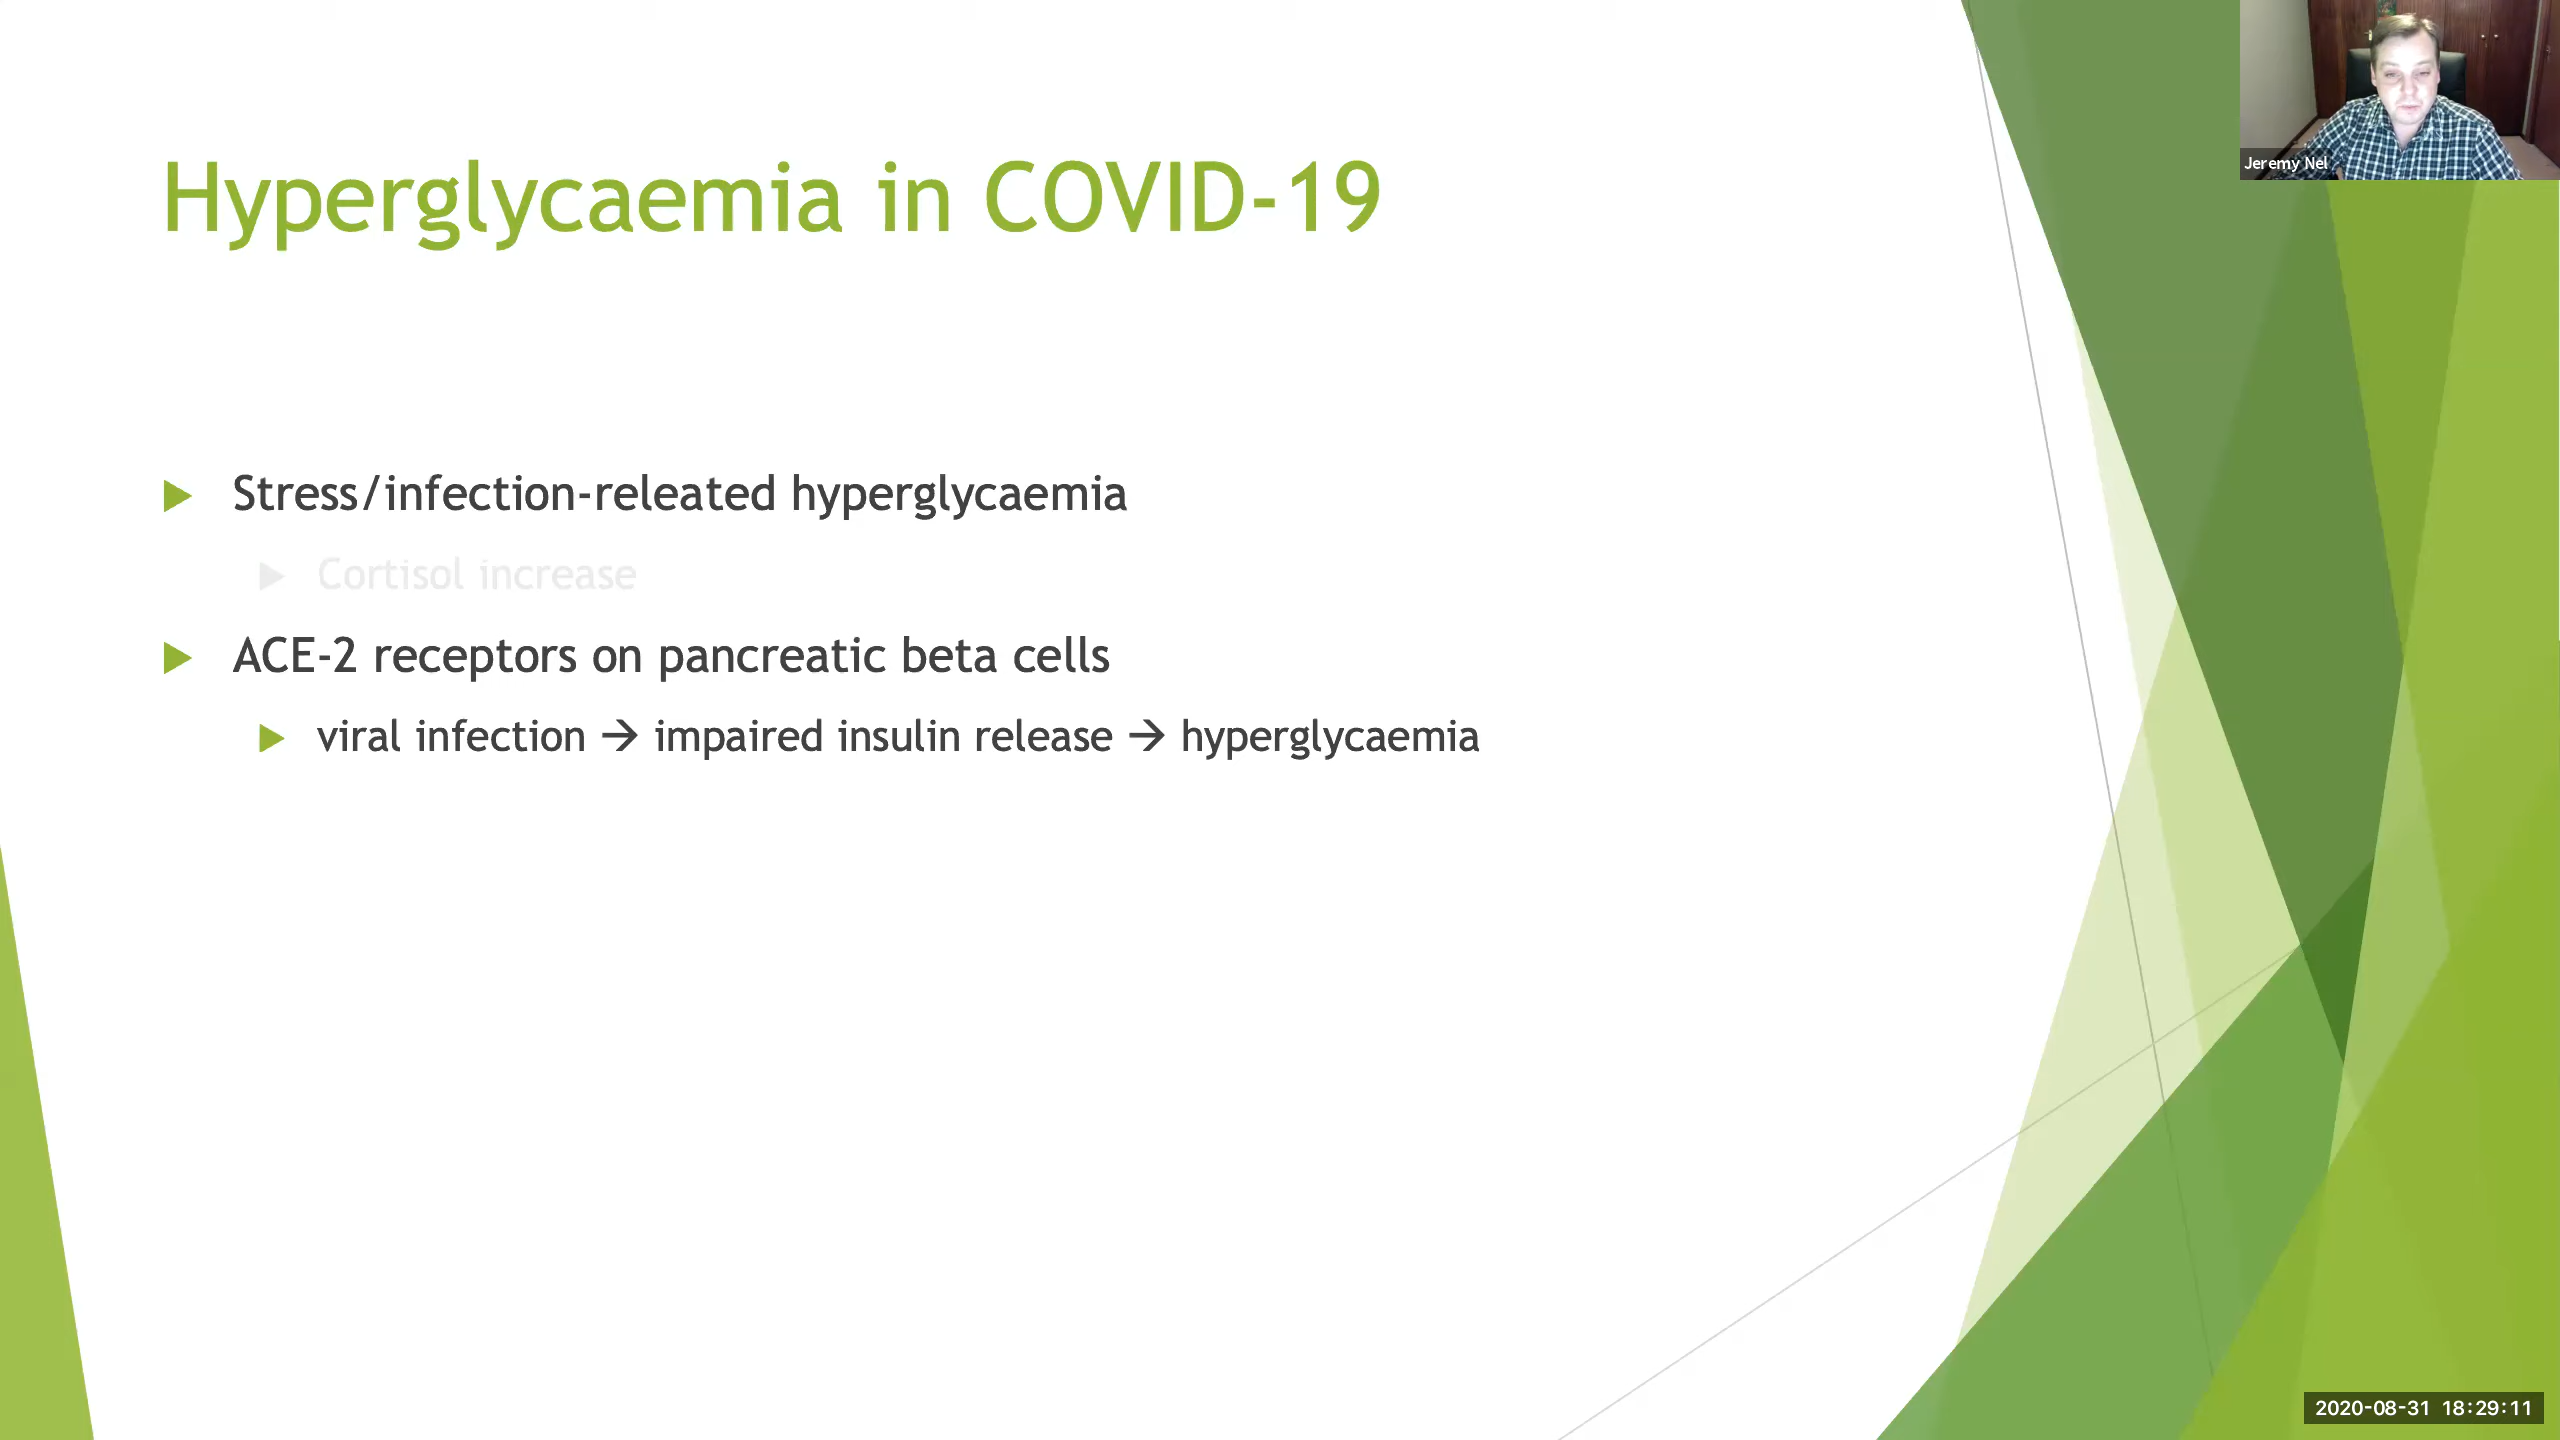 Jeremy Nel
Hyperglycaemia in COVID-19
Stress/infection-releated hyperglycaemia
Cortisol increase
ACE-2 receptors on pancreatic beta cells
viral infection → impaired insulin release → hyperglycaemia
2020-08-31 18:29:11